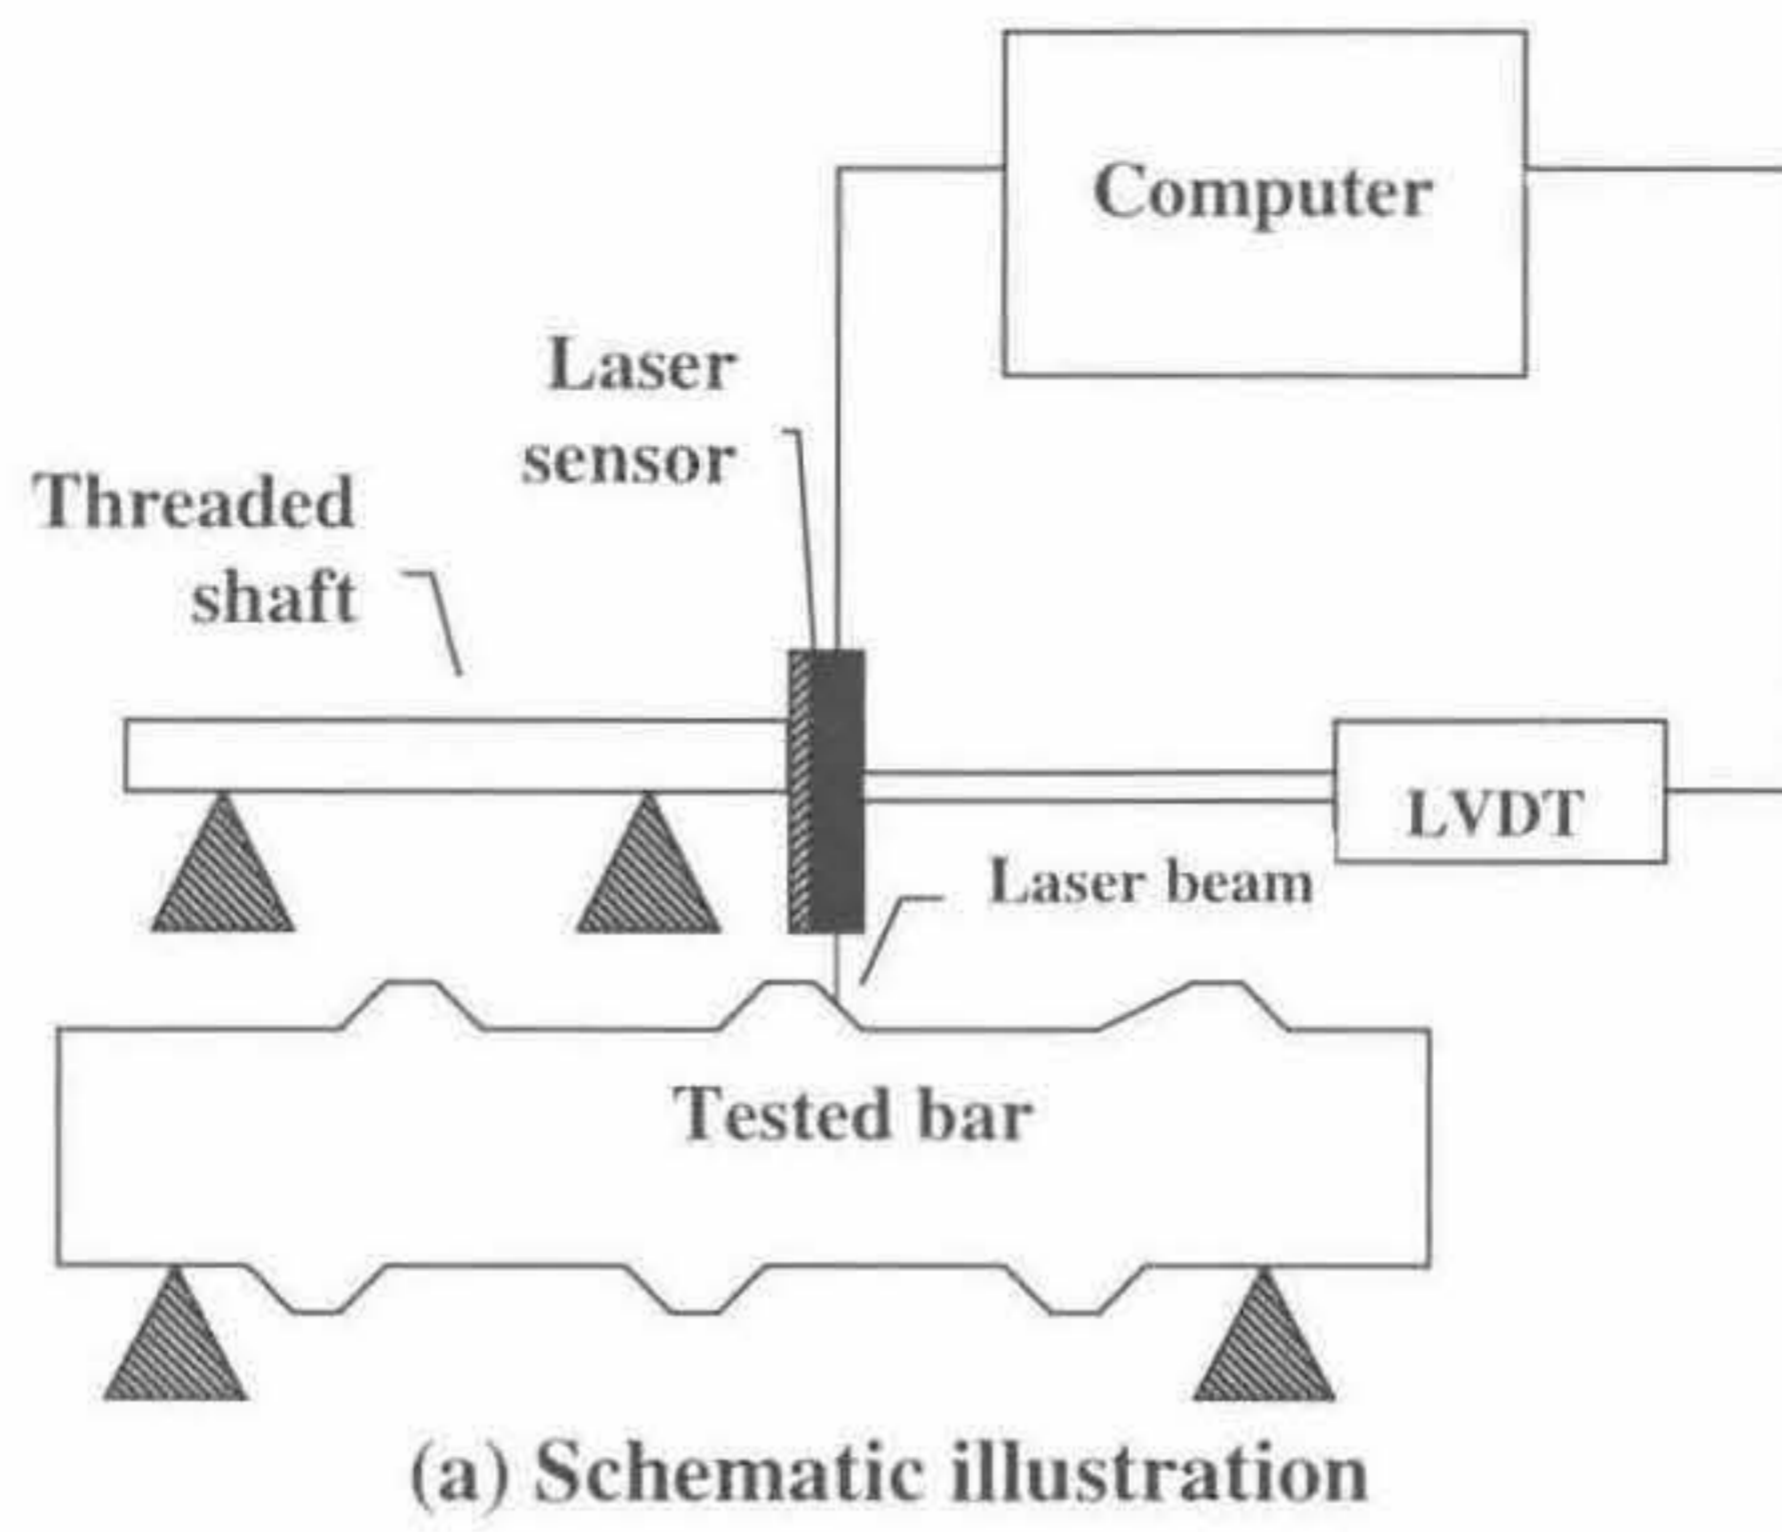 Computer
Laser
sensor
Threaded
shaft
LVDT
Laser beam
Tested bar
(a) Schematic illustration